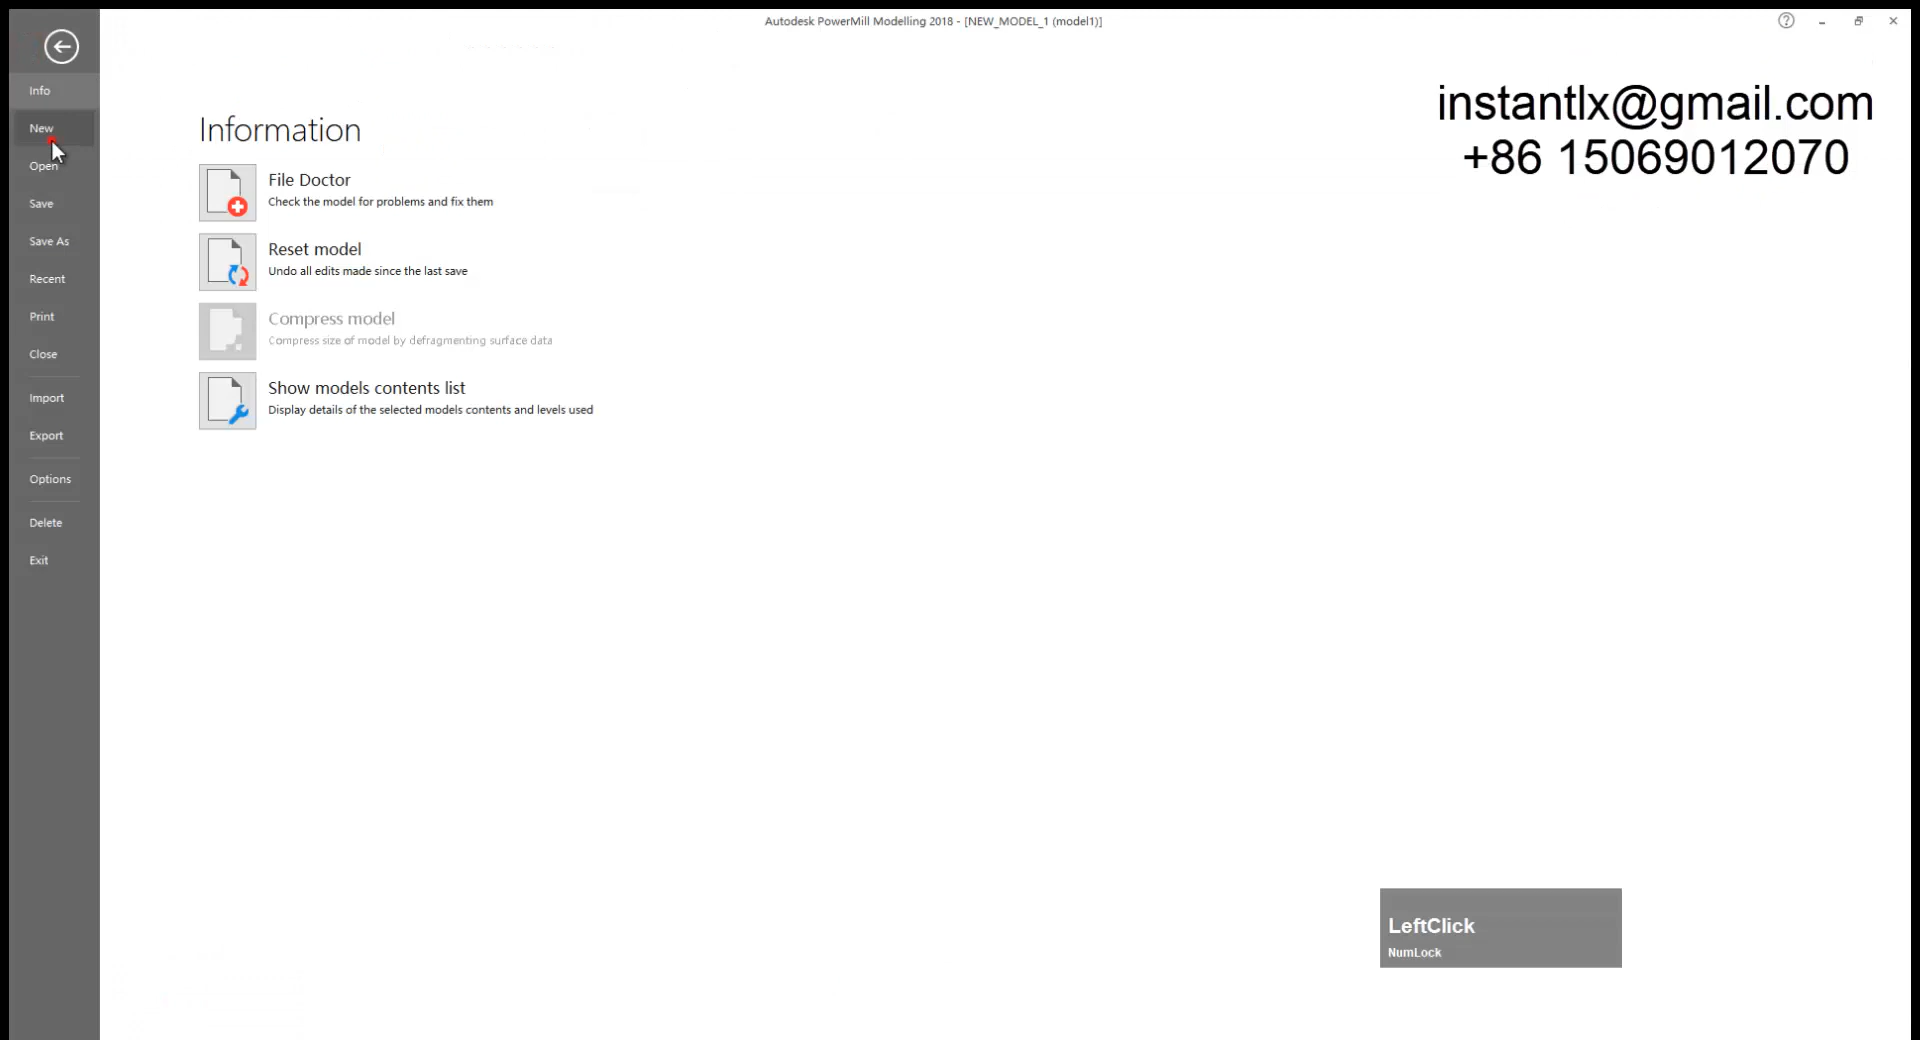 Autodesk PowerMill Modelling 2018 - [NEW_MODEL_1 (model1)]
instantlx@gmail.com
+86 15069012070
Info
New
Open
Save
Save As
Recent
Print
Close
Import
Export
Options
Delete
Exit
Information
File Doctor
Check the model for problems and fix them
Reset model
Undo all edits made since the last save
Compress model
Compress size of model by defragmenting surface data
Show models contents list
Display details of the selected models contents and levels used
LeftClick
NumLock